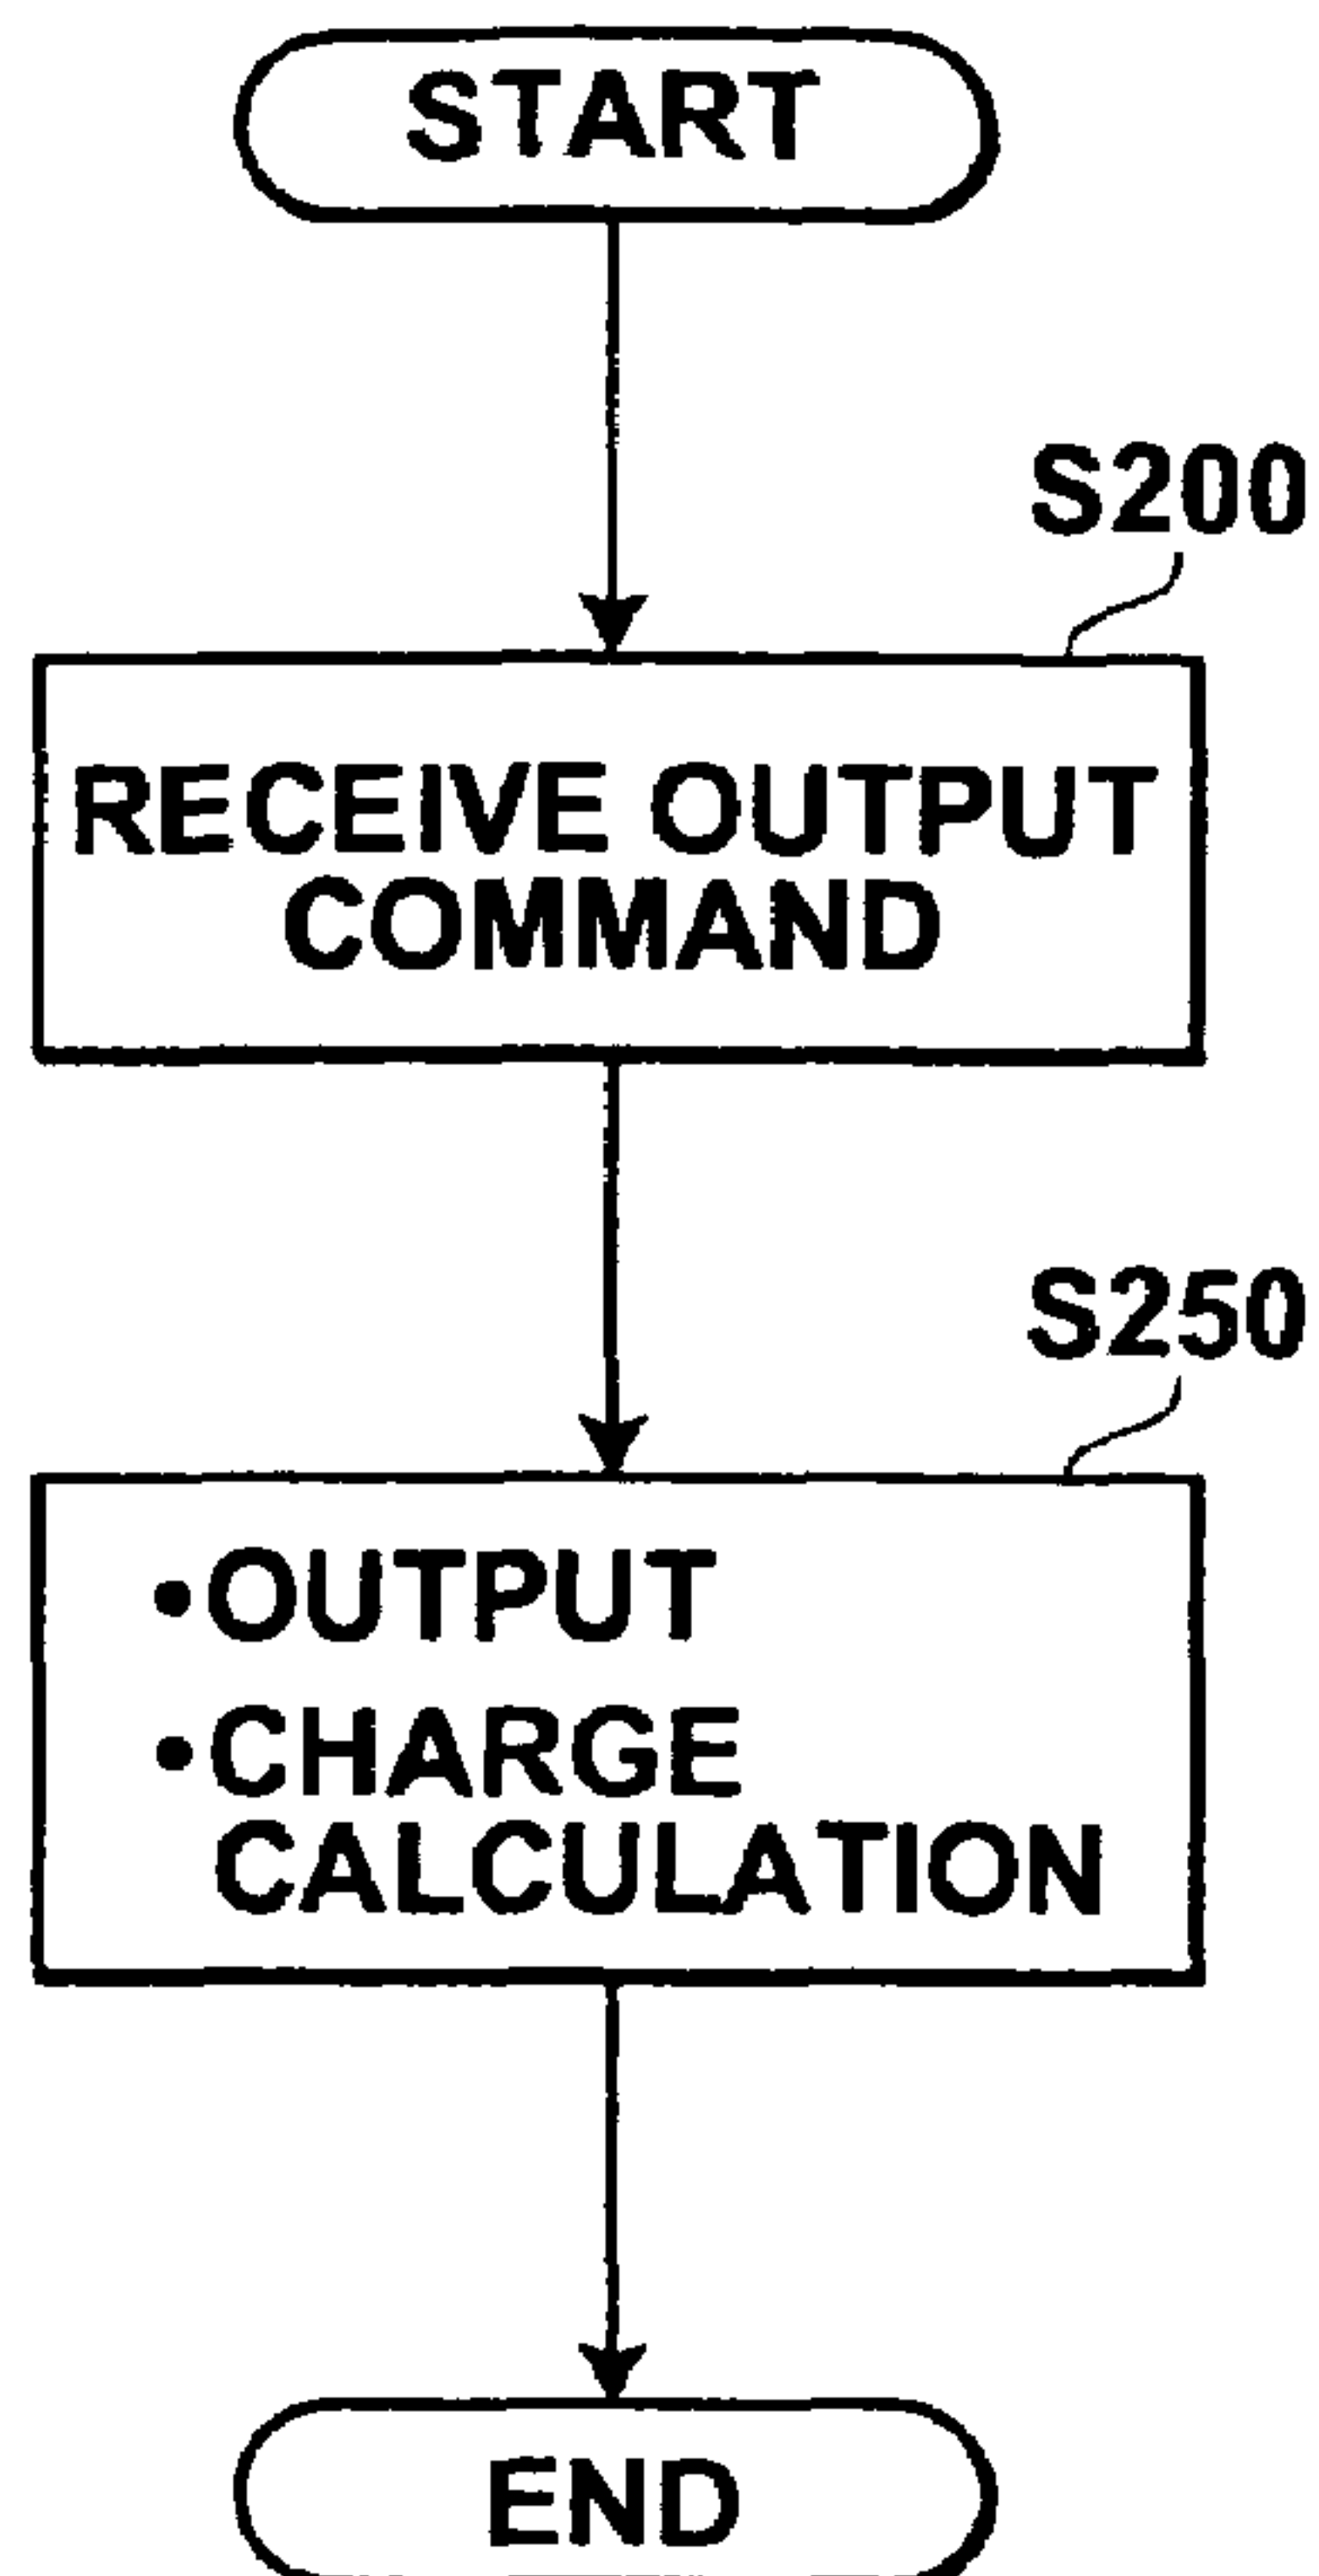 START
S200
RECEIVE OUTPUT
COMMAND
S250
•OUTPUT
•CHARGE
CALCULATION
END